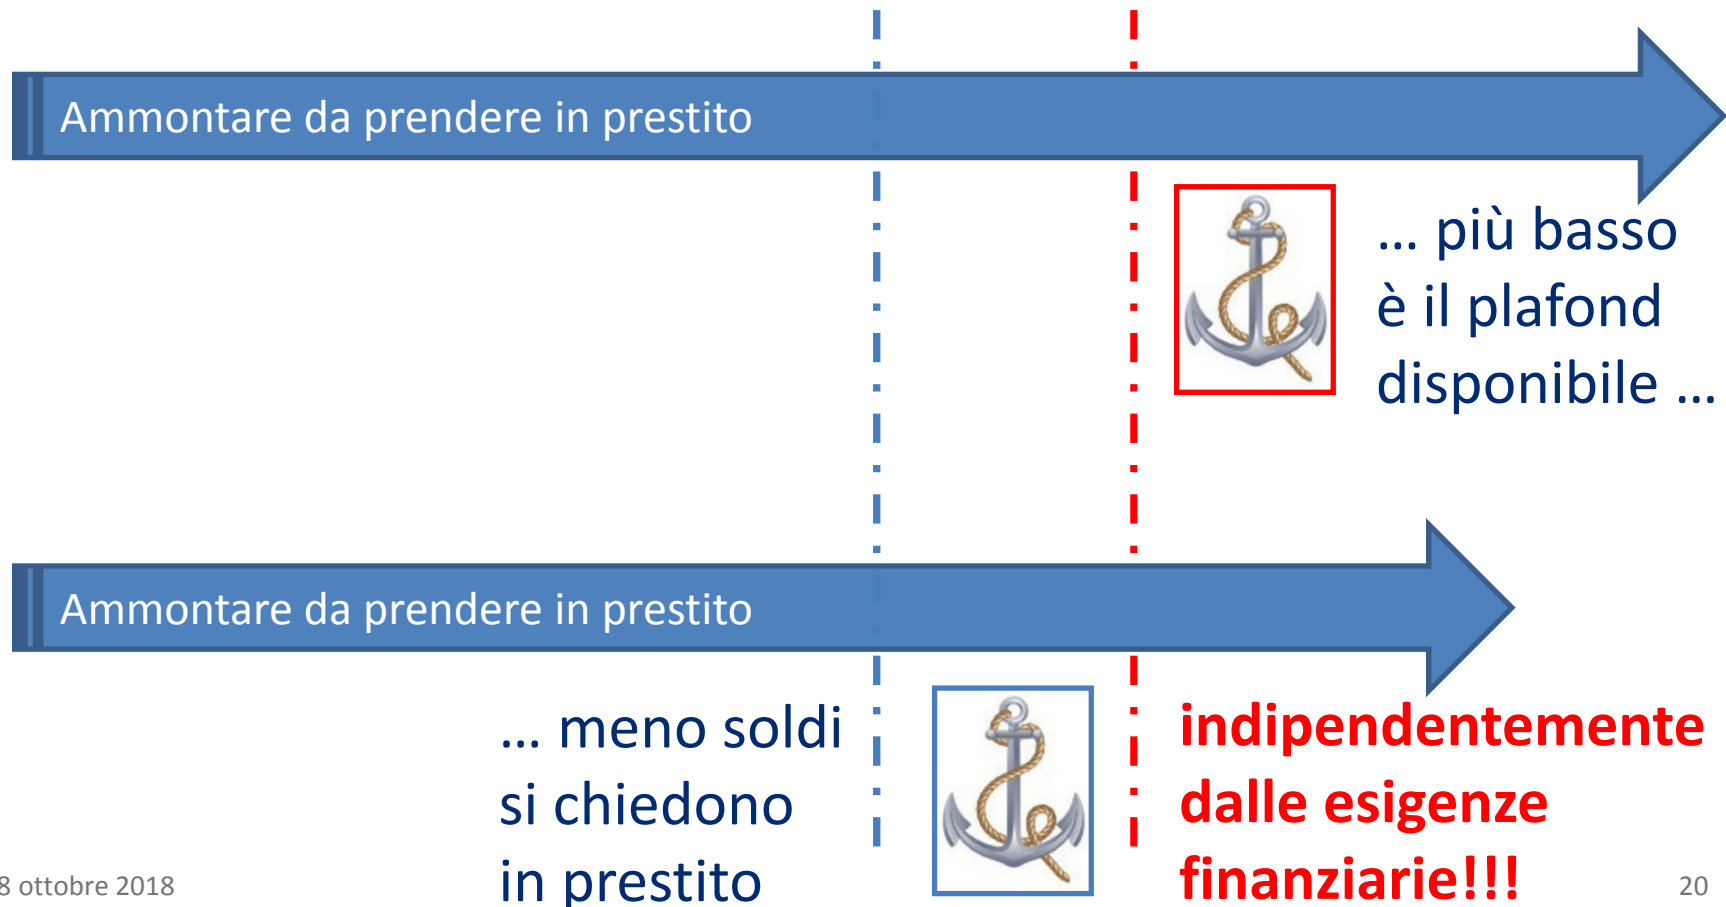 Ammontare da prendere in prestito
… più basso
è il plafond
disponibile …
Ammontare da prendere in prestito
… meno soldi
si chiedono
in prestito
indipendentemente
dalle esigenze
finanziarie!!!
8 ottobre 2018
20